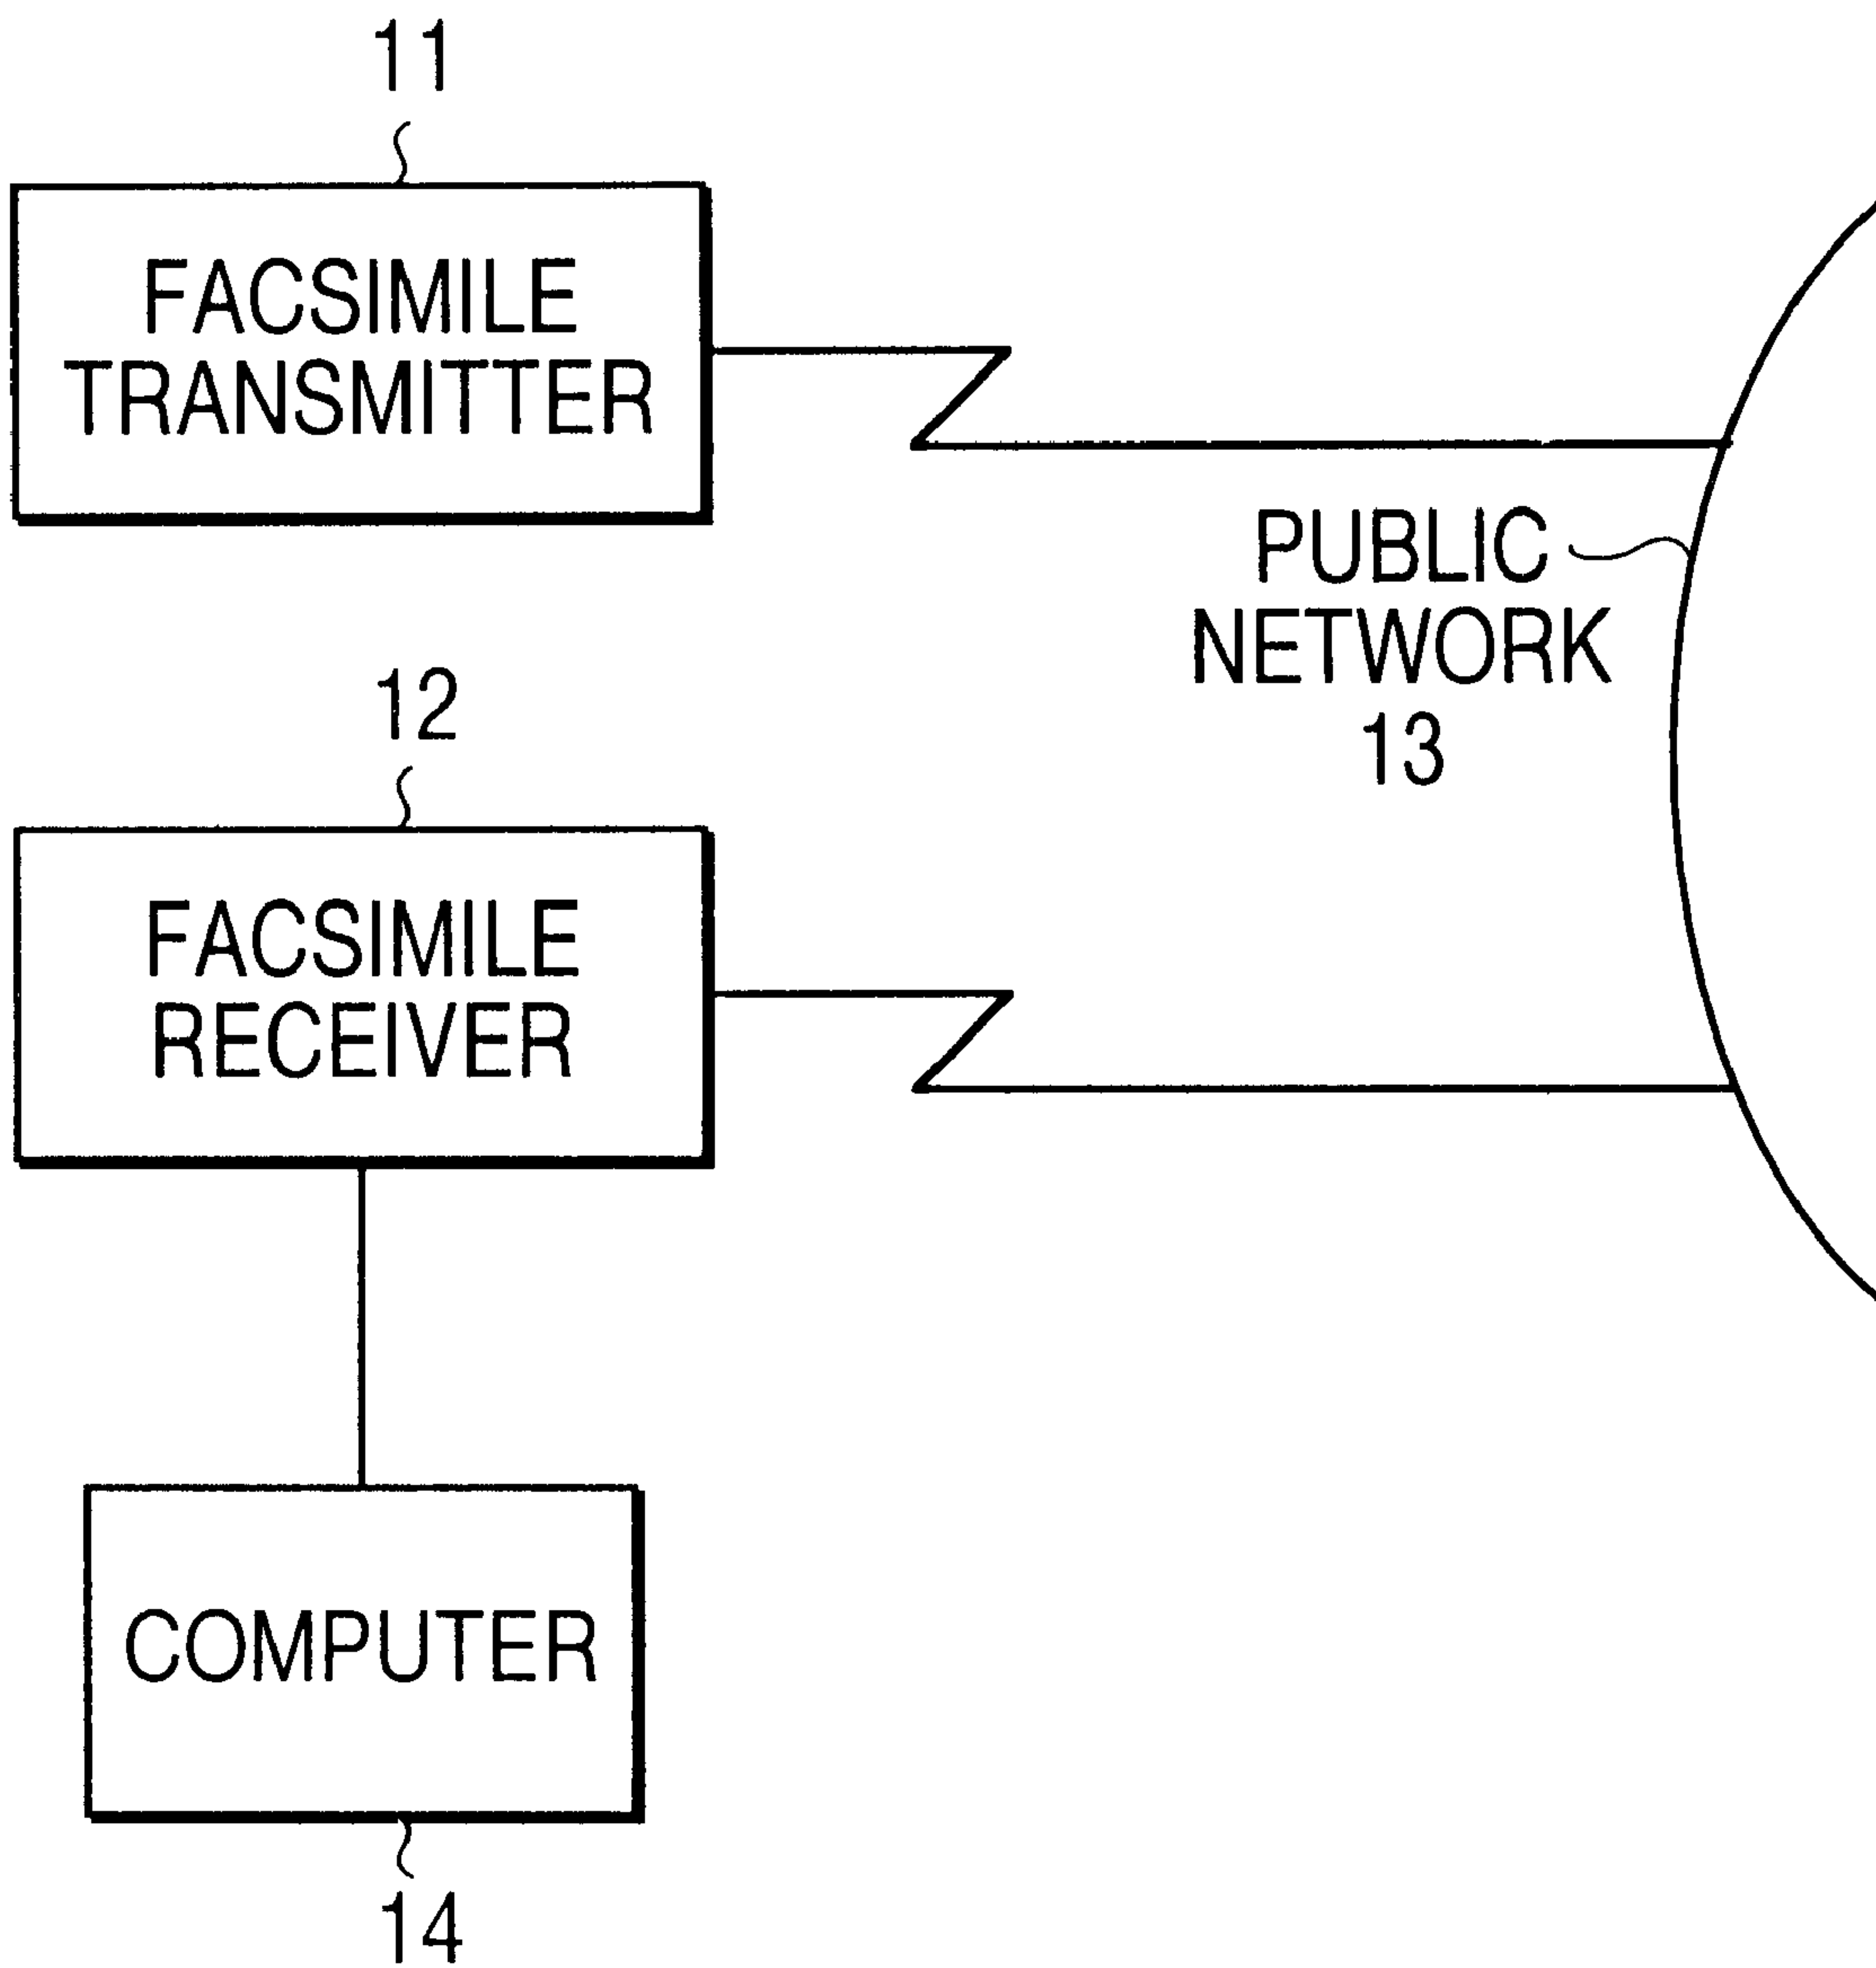 11
FACSIMILE
TRANSMITTER
PUBLIC
NETWORK
13
12
FACSIMILE
RECEIVER
COMPUTER
14